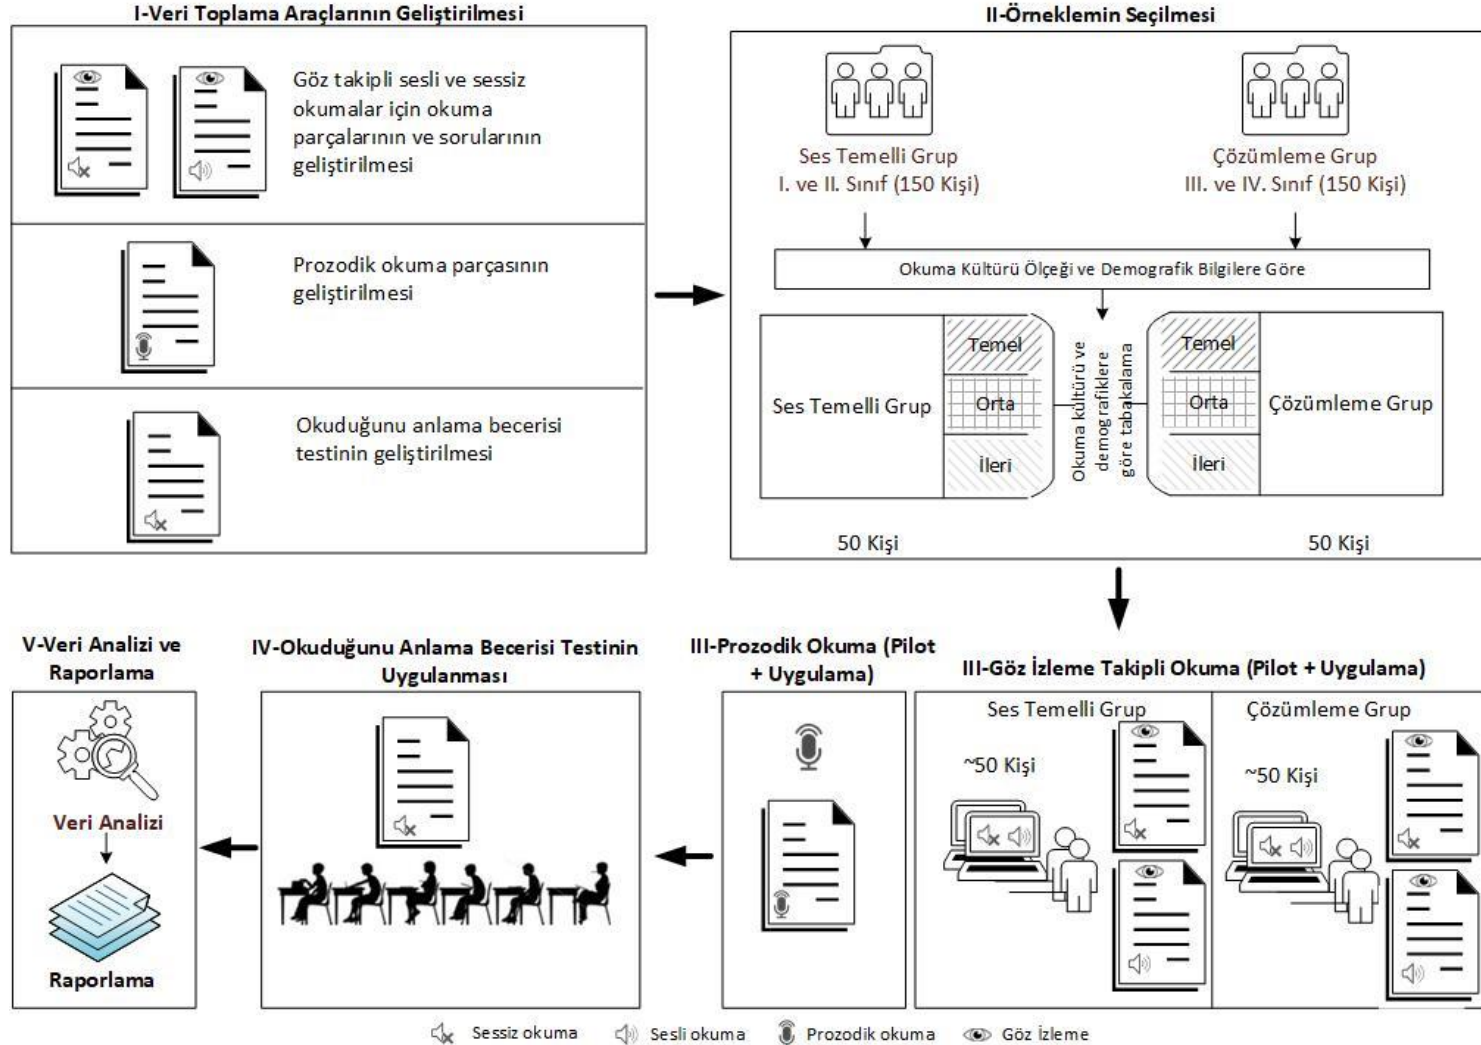 I-Veri Toplama Araçlarının Geliştirilmesi
Göz takipli sesli ve sessiz
okumalar için okuma
parçalarının ve sorularının
geliştirilmesi
Prozodik okuma parçasının
geliştirilmesi
Okuduğunu anlama becerisi
testinin geliştirilmesi
II-Örneklemin Seçilmesi
Ses Temelli Grup
I. ve II. Sınıf (150 Kişi)
Çözümleme Grup
III. ve IV. Sınıf (150 Kişi)
Okuma Kültürü Ölçeği ve Demografik Bilgilere Göre
Ses Temelli Grup
Temel
Orta
İleri
Okuma kültürü ve
demografiklere
göre tabakalama
Temel
Orta
İleri
Çözümleme Grup
50 Kişi
50 Kişi
III-Göz İzleme Takipli Okuma (Pilot + Uygulama)
Ses Temelli Grup
~50 Kişi
Çözümleme Grup
~50 Kişi
III-Prozodik Okuma (Pilot
+ Uygulama)
IV-Okuduğunu Anlama Becerisi Testinin
Uygulanması
V-Veri Analizi ve
Raporlama
Veri Analizi
Raporlama
Sessiz okuma
Sesli okuma
Prozodik okuma
Göz İzleme